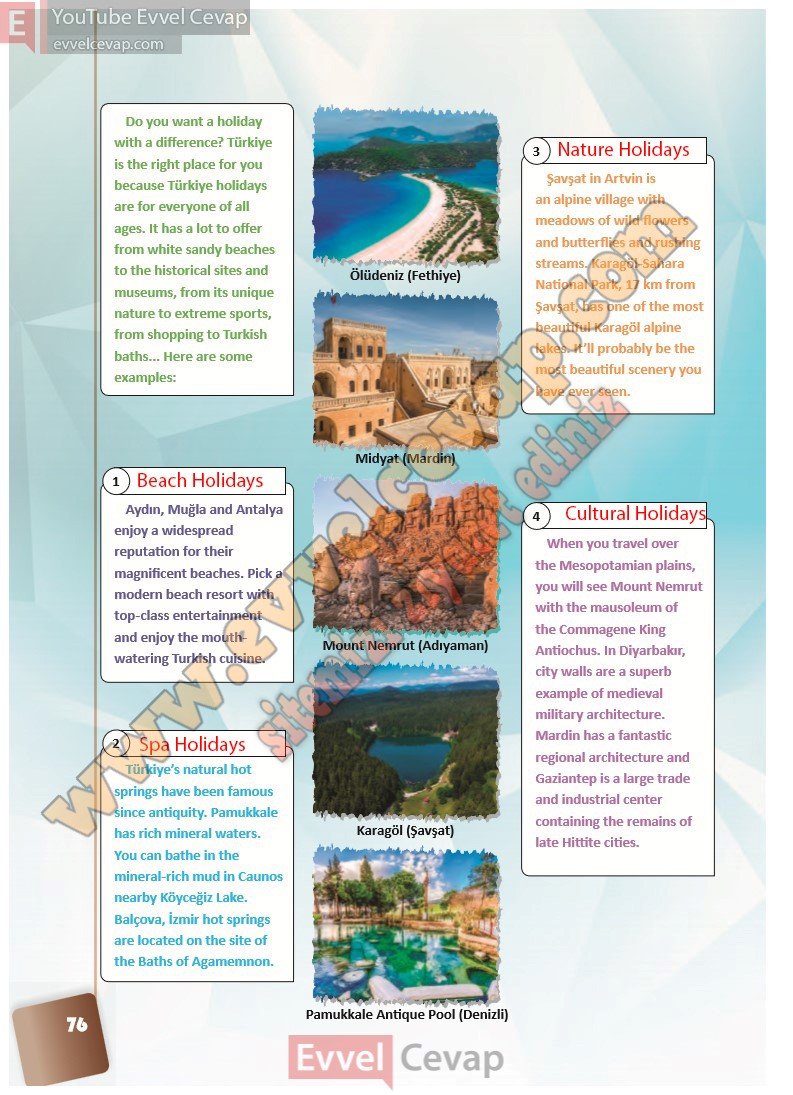 E YouTube Evvel Cevap
evvelcevap.com
Do you want a holiday
with a difference? Türkiye
is the right place for you
because Türkiye holidays
are for everyone of all
ages. It has a lot to offer
from white sandy beaches
to the historical sites and
museums, from its unique
nature to extreme sports,
from shopping to Turkish
baths... Here are some
examples:
1 Beach Holidays
Aydın, Muğla and Antalya
enjoy a widespread
reputation for their
magnificent beaches. Pick a
modern beach resort with
top-class entertainment
and enjoy the mouth-
watering Turkish cuisine.
2 Spa Holidays
Türkiye’s natural hot
springs have been famous
since antiquity. Pamukkale
has rich mineral waters.
You can bathe in the
mineral-rich mud in Caunos
nearby Köyceğiz Lake.
Balçova, İzmir hot springs
are located on the site of
the Baths of Agamemnon.
Ölüdeniz (Fethiye)
Midyat (Mardin)
Mount Nemrut (Adıyaman)
Karagöl (Şavşat)
Pamukkale Antique Pool (Denizli)
3 Nature Holidays
Şavşat in Artvin is
an alpine village with
meadows of wild flowers
and butterflies and rushing
streams. Karagöl-Sahara
National Park, 17 km from
Şavşat, has one of the most
beautiful Karagöl alpine
lakes. It’ll probably be the
most beautiful scenery you
have ever seen.
4 Cultural Holidays
When you travel over
the Mesopotamian plains,
you will see Mount Nemrut
with the mausoleum of
the Commagene King
Antiochus. In Diyarbakır,
city walls are a superb
example of medieval
military architecture.
Mardin has a fantastic
regional architecture and
Gaziantep is a large trade
and industrial center
containing the remains of
late Hittite cities.
www.evvelcevap.com
sitemizi ziyaret ediniz
76
Evvel Cevap